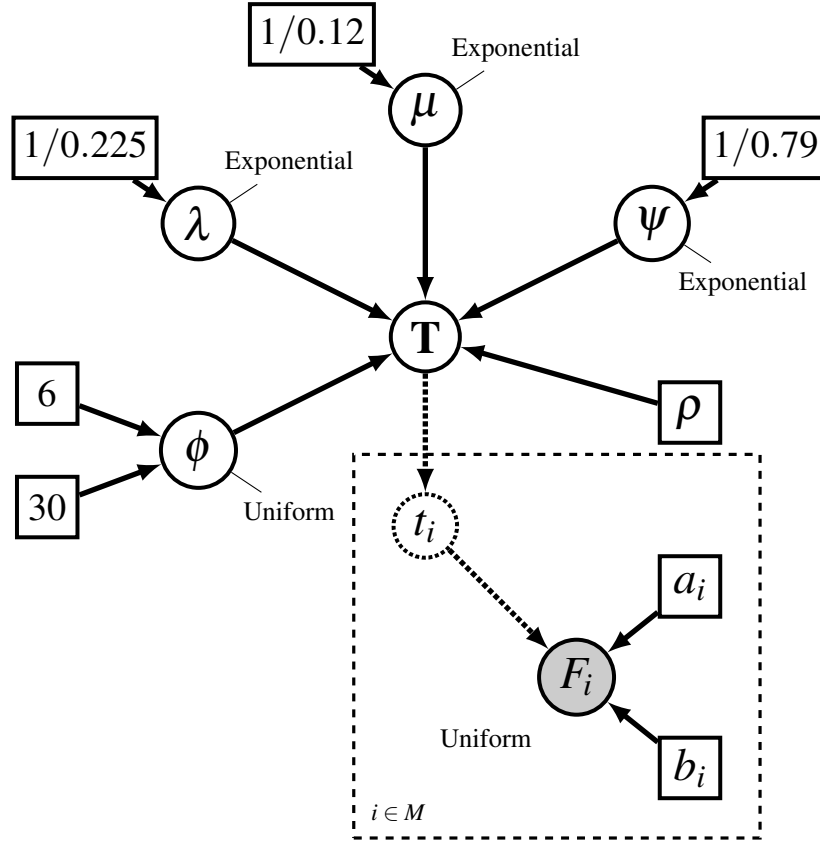 1/0.12
Exponential
μ
1/0.225
Exponential
λ
1/0.79
ψ
Exponential
T
6
30
ϕ
Uniform
ρ
t_i
a_i
F_i
Uniform
b_i
i ∈ M